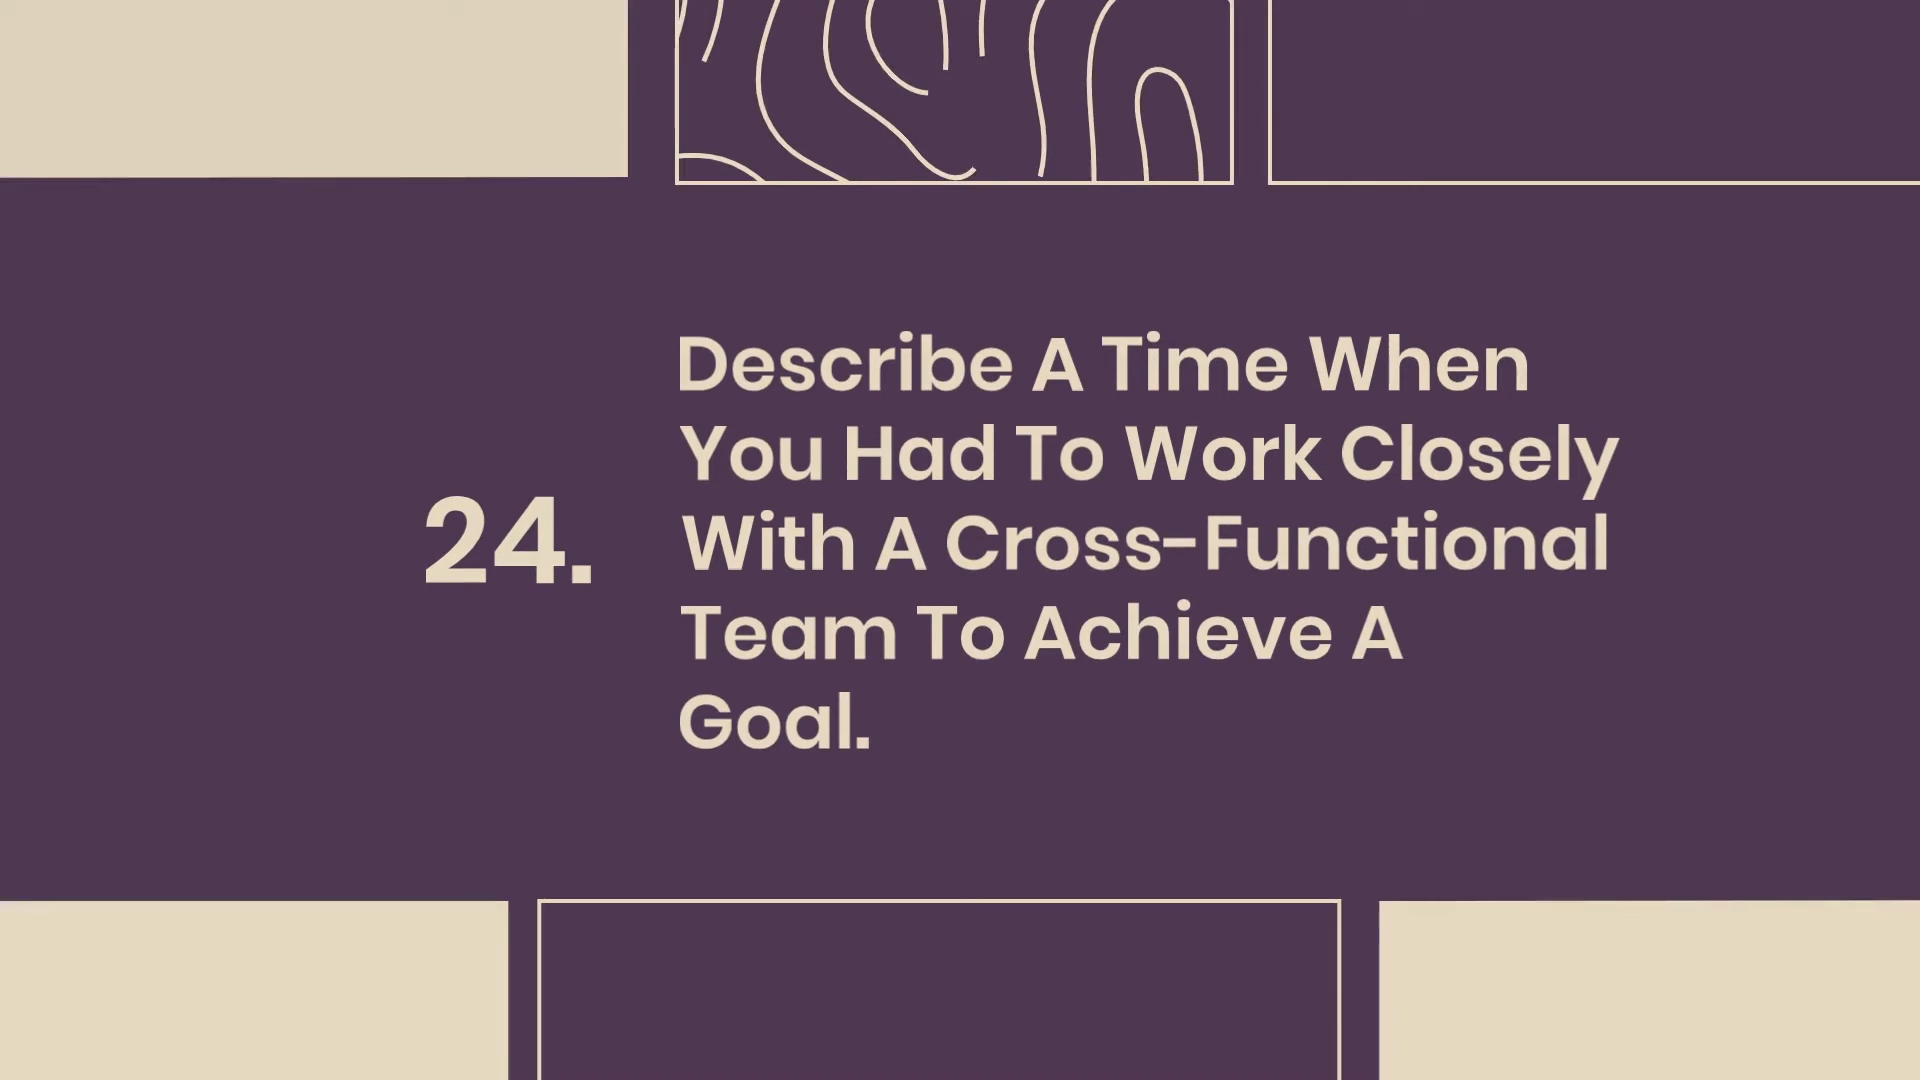 24.
Describe A Time When
You Had To Work Closely
With A Cross-Functional
Team To Achieve A
Goal.